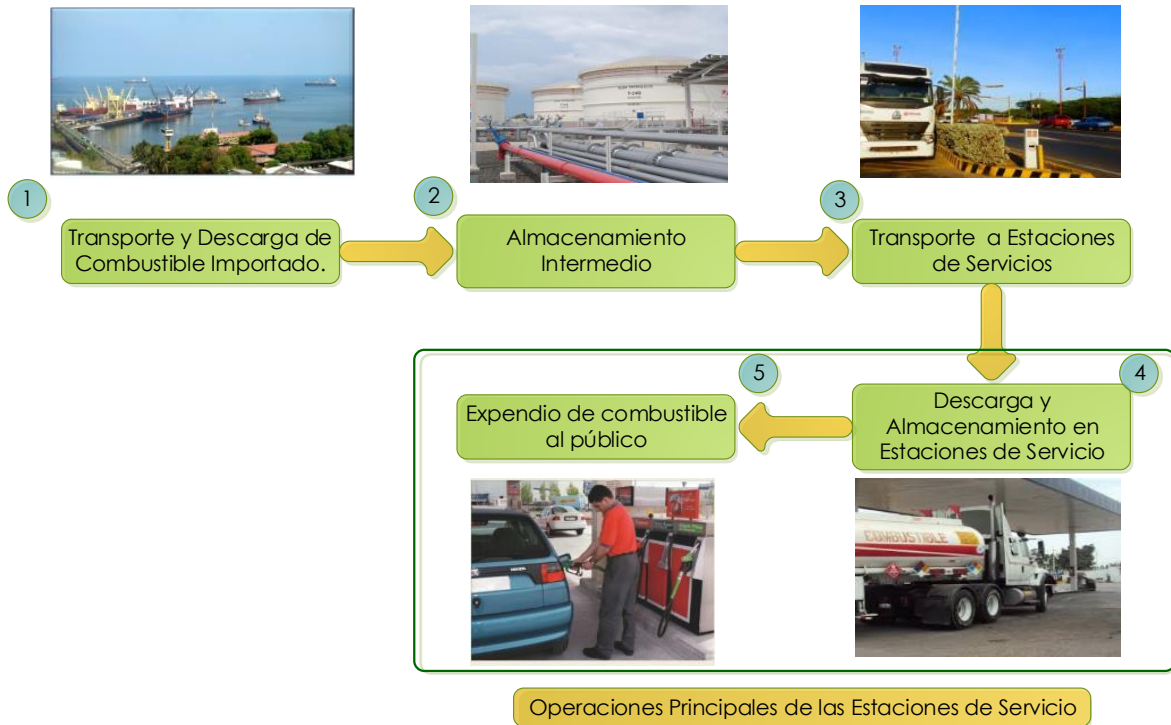 1
Transporte y Descarga de
Combustible Importado.
2
Almacenamiento
Intermedio
3
Transporte a Estaciones
de Servicios
4
Descarga y
Almacenamiento en
Estaciones de Servicio
COMBUSTIBLE
5
Expendio de combustible
al público
Operaciones Principales de las Estaciones de Servicio